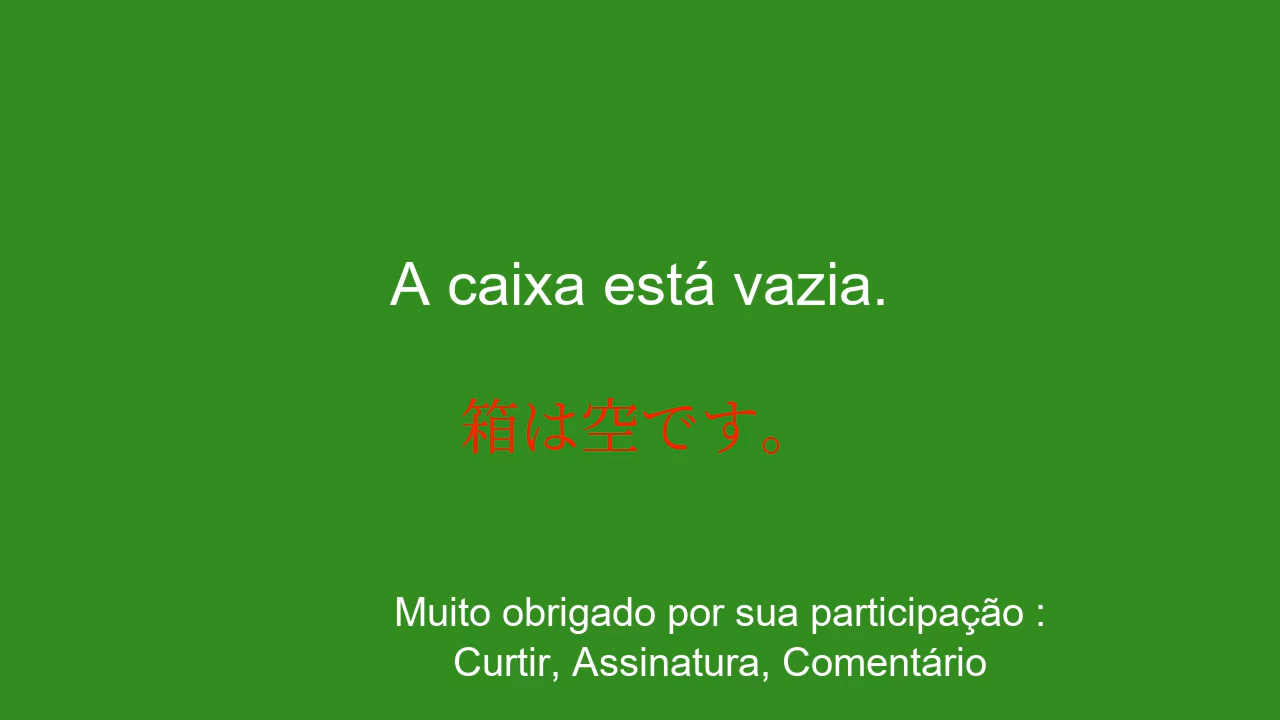 A caixa está vazia.
箱は空です。
Muito obrigado por sua participação :
Curtir, Assinatura, Comentário